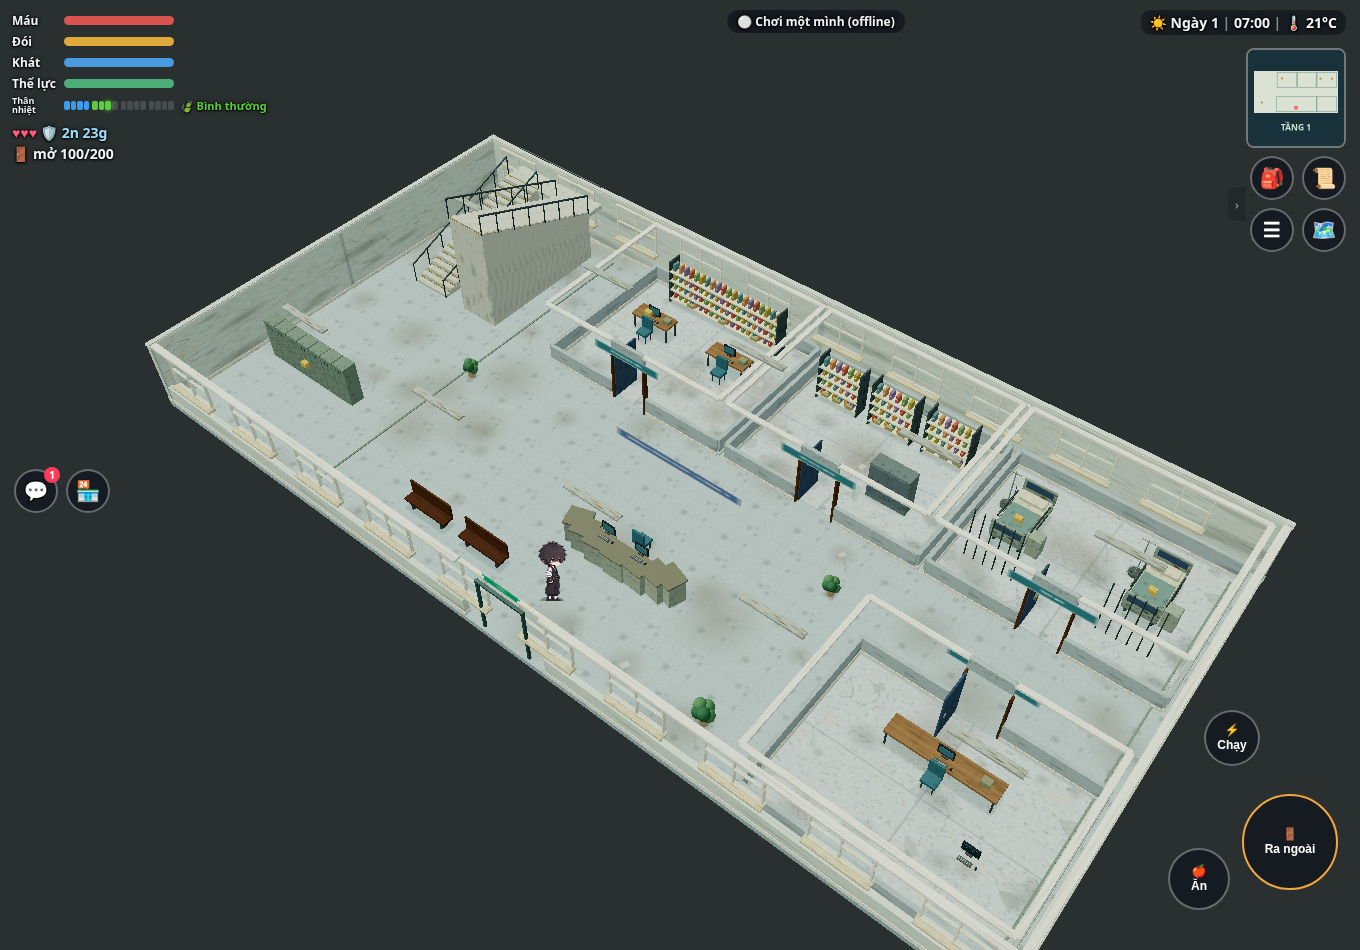 Máu
Đói
Khát
Thể lực
Thân nhiệt
Bình thường
2n 23g
mở 100/200
Chơi một mình (offline)
Ngày 1 | 07:00 | 21°C
TẦNG 1
1
24
Chạy
Ra ngoài
Ăn